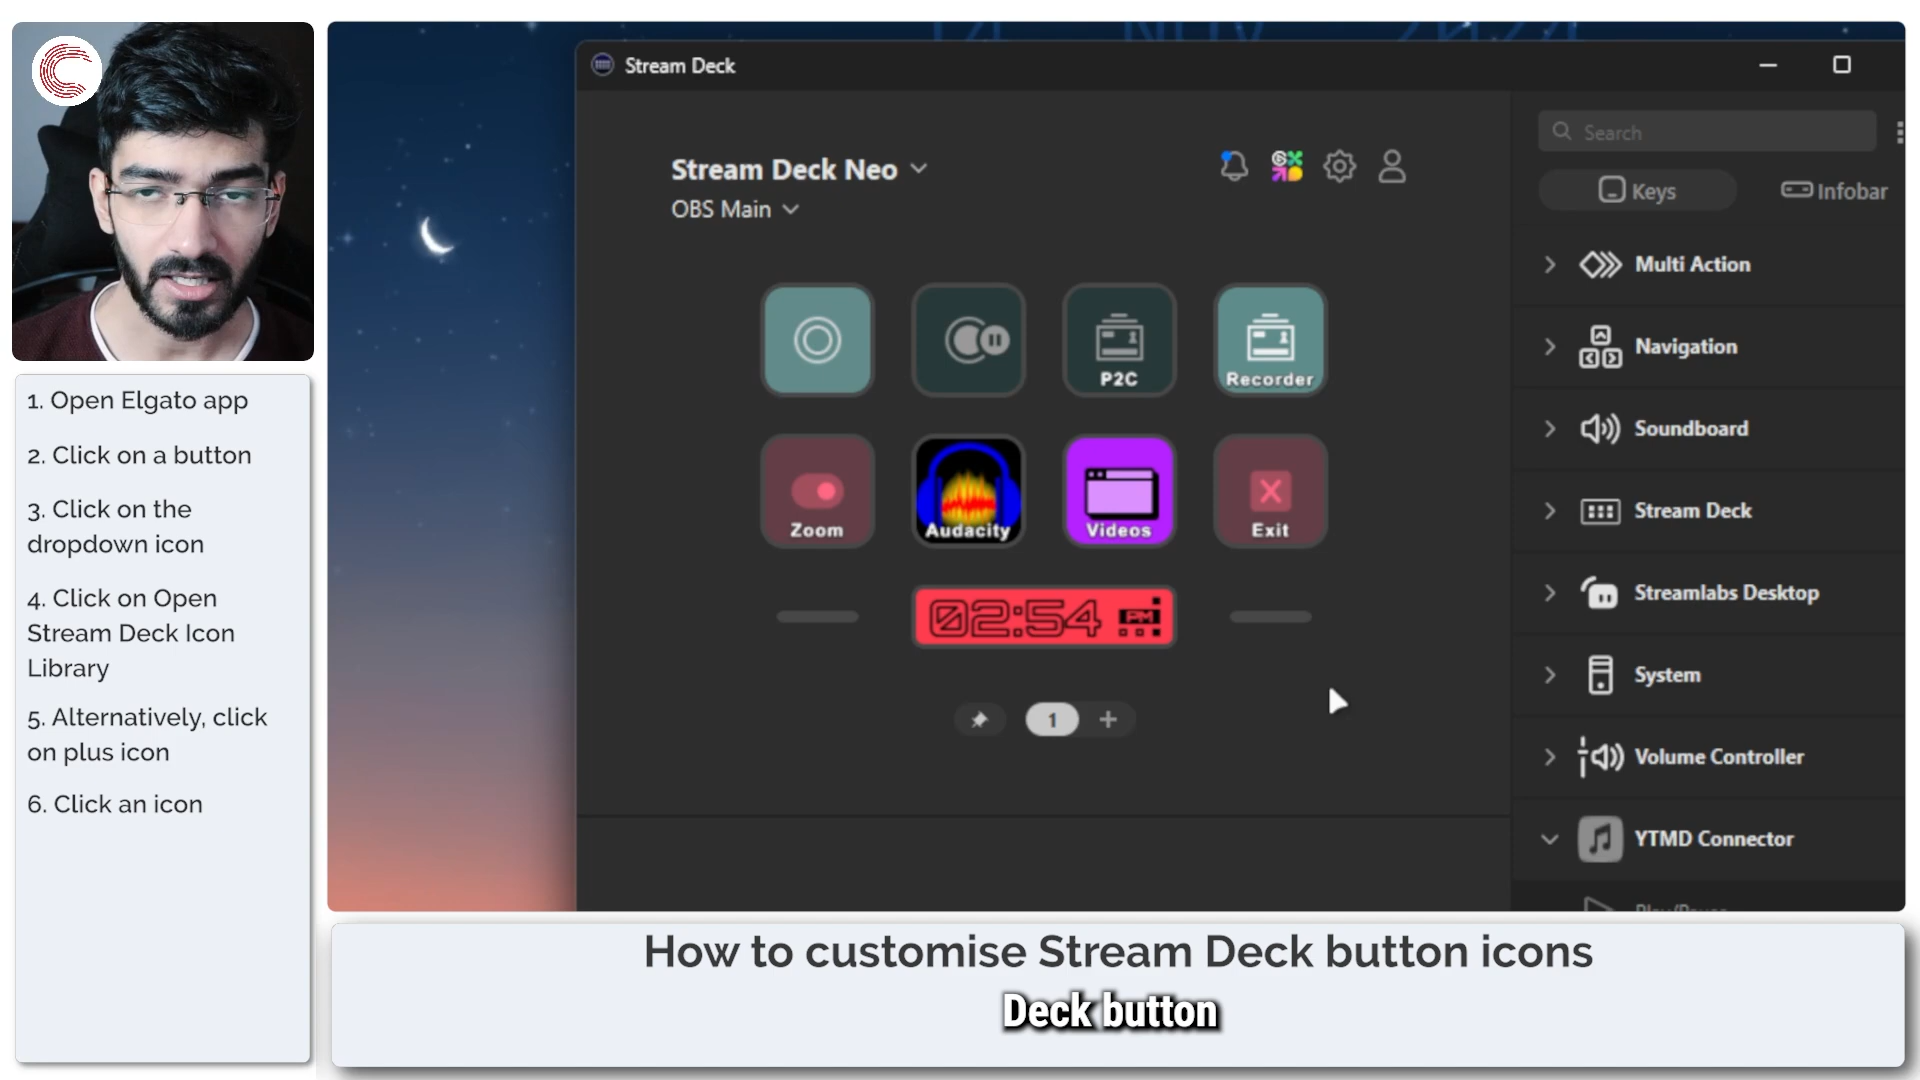 1. Open Elgato app
2. Click on a button
3. Click on the
dropdown icon
4. Click on Open
Stream Deck Icon
Library
5. Alternatively, click
on plus icon
6. Click an icon
Stream Deck
Stream Deck Neo
OBS Main
P2C
Recorder
Zoom
Audacity
Videos
Exit
02:54 PM
1
Search
Keys
Infobar
Multi Action
Navigation
Soundboard
Stream Deck
Streamlabs Desktop
System
Volume Controller
YTMD Connector
How to customise Stream Deck button icons
Deck button